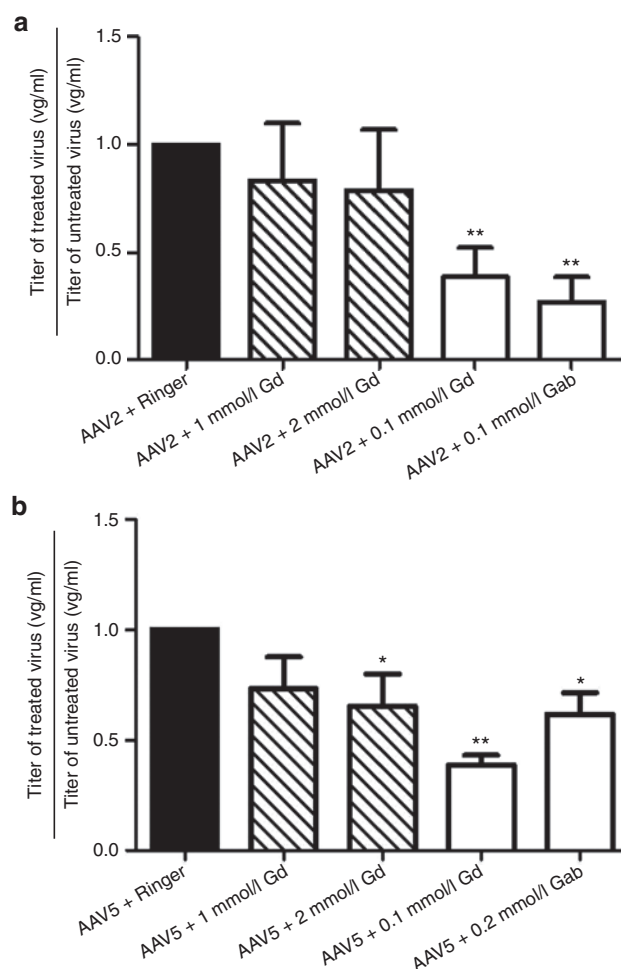 a
Titer of treated virus (vg/ml)
Titer of untreated virus (vg/ml)
1.5
1.0
0.5
0.0
**
**
AAV2 + Ringer
AAV2 + 1 mmol/l Gd
AAV2 + 2 mmol/l Gd
AAV2 + 0.1 mmol/l Gd
AAV2 + 0.1 mmol/l Gab
b
Titer of treated virus (vg/ml)
Titer of untreated virus (vg/ml)
1.5
1.0
0.5
0.0
*
**
*
AAV5 + Ringer
AAV5 + 1 mmol/l Gd
AAV5 + 2 mmol/l Gd
AAV5 + 0.1 mmol/l Gd
AAV5 + 0.2 mmol/l Gab